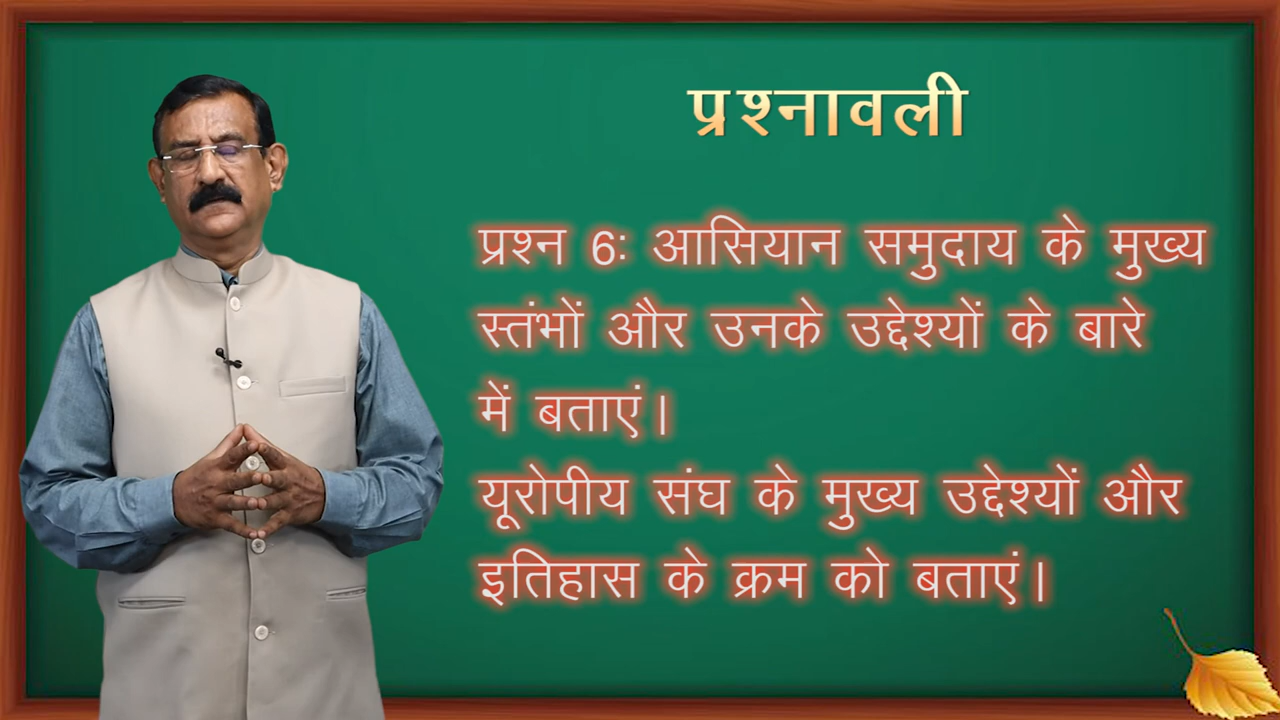 प्रश्नावली
प्रश्न 6: आसियान समुदाय के मुख्य
स्तंभों और उनके उद्देश्यों के बारे
में बताएं।
यूरोपीय संघ के मुख्य उद्देश्यों और
इतिहास के क्रम को बताएं।